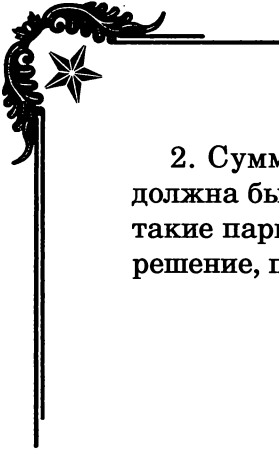 2. Сумм
должна бы
такие пар
решение, п